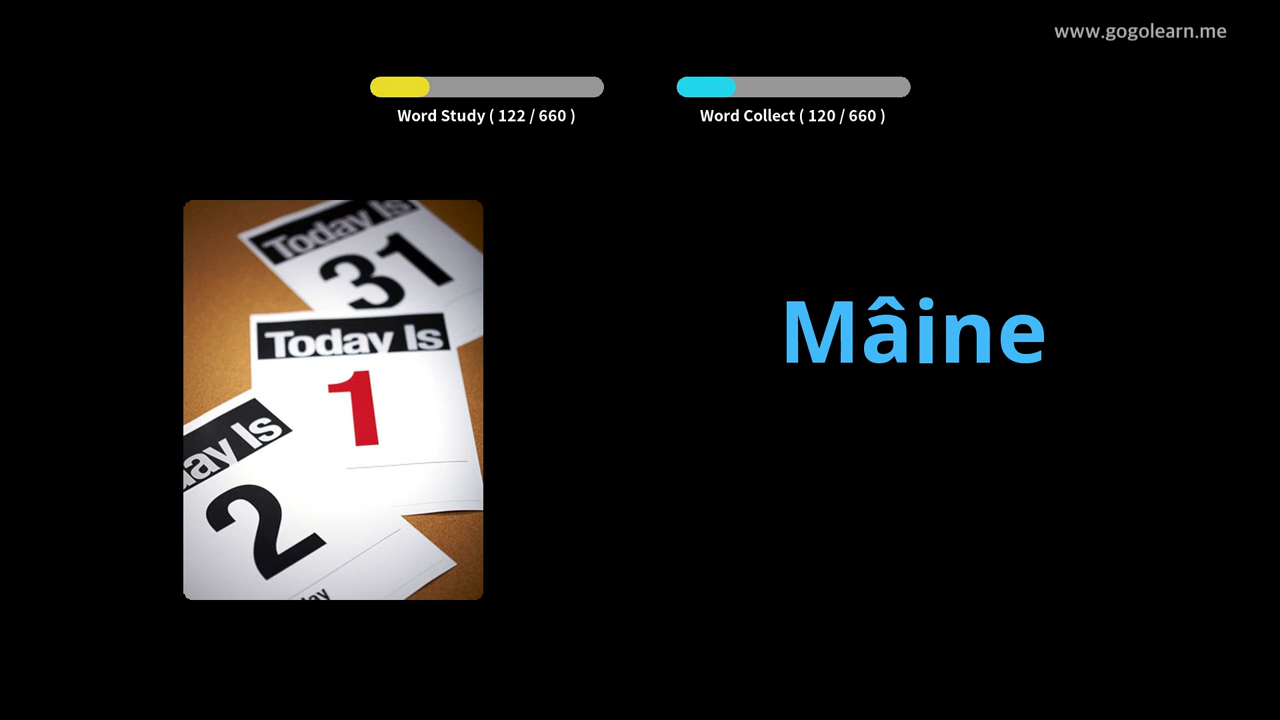 www.gogolearn.me
Word Study ( 122 / 660 )
Word Collect ( 120 / 660 )
Today Is
31
Today Is
1
day Is
2
Mâine